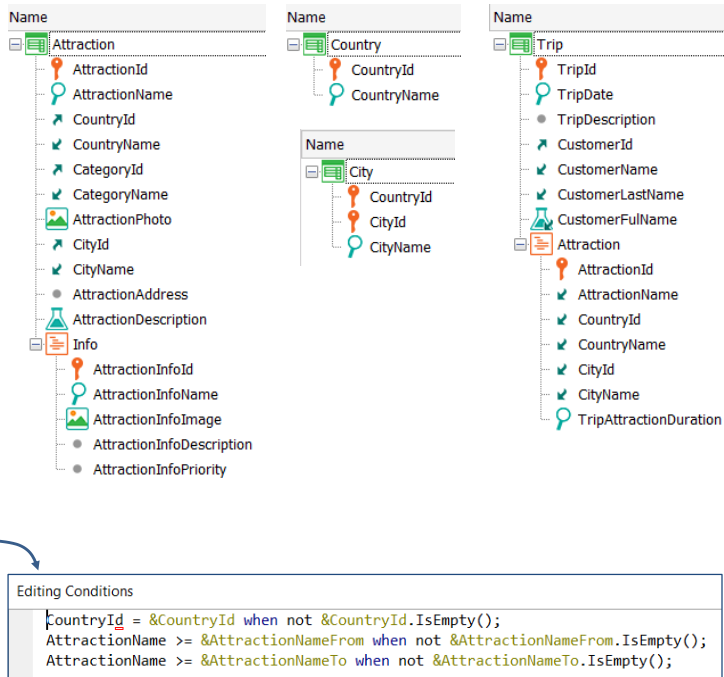 Name
Attraction
AttractionId
AttractionName
CountryId
CountryName
CategoryId
CategoryName
AttractionPhoto
CityId
CityName
AttractionAddress
AttractionDescription
Info
AttractionInfoId
AttractionInfoName
AttractionInfoImage
AttractionInfoDescription
AttractionInfoPriority
Name
Country
CountryId
CountryName
Name
City
CountryId
CityId
CityName
Name
Trip
TripId
TripDate
TripDescription
CustomerId
CustomerName
CustomerLastName
CustomerFulName
Attraction
AttractionId
AttractionName
CountryId
CountryName
CityId
CityName
TripAttractionDuration
Editing Conditions
CountryId = &CountryId when not &CountryId.IsEmpty();
AttractionName >= &AttractionNameFrom when not &AttractionNameFrom.IsEmpty();
AttractionName >= &AttractionNameTo when not &AttractionNameTo.IsEmpty();